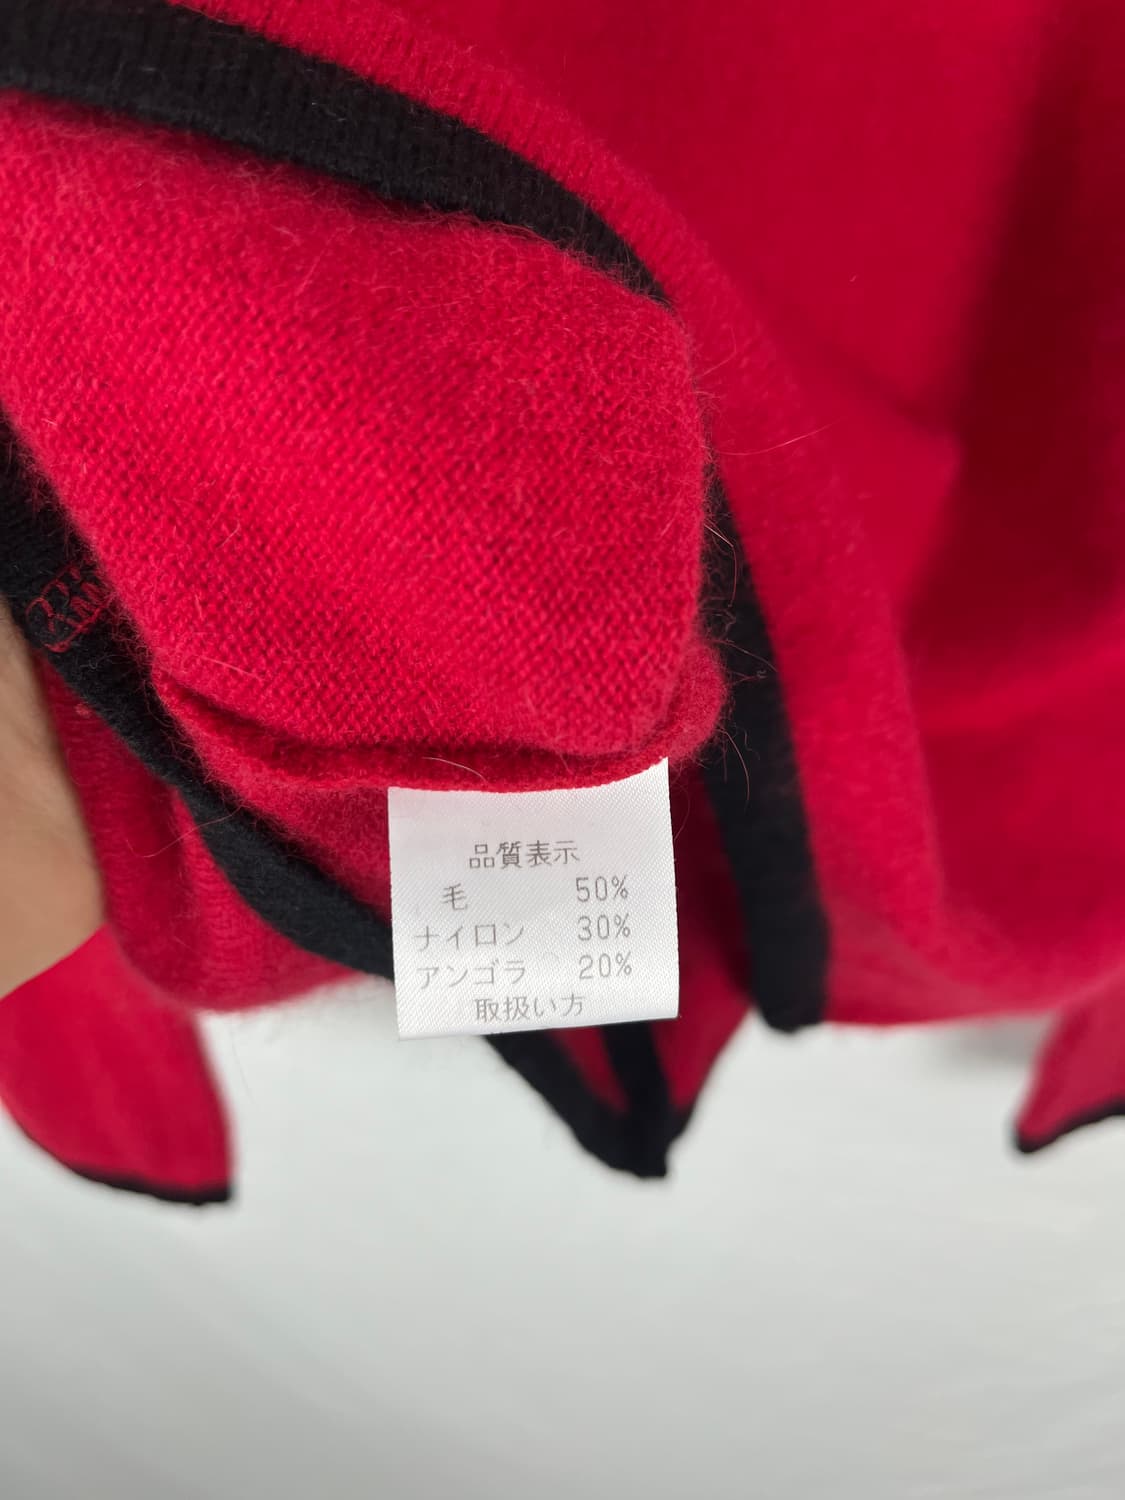 品質表示
毛 50%
ナイロン 30%
アンゴラ 20%
取扱い方